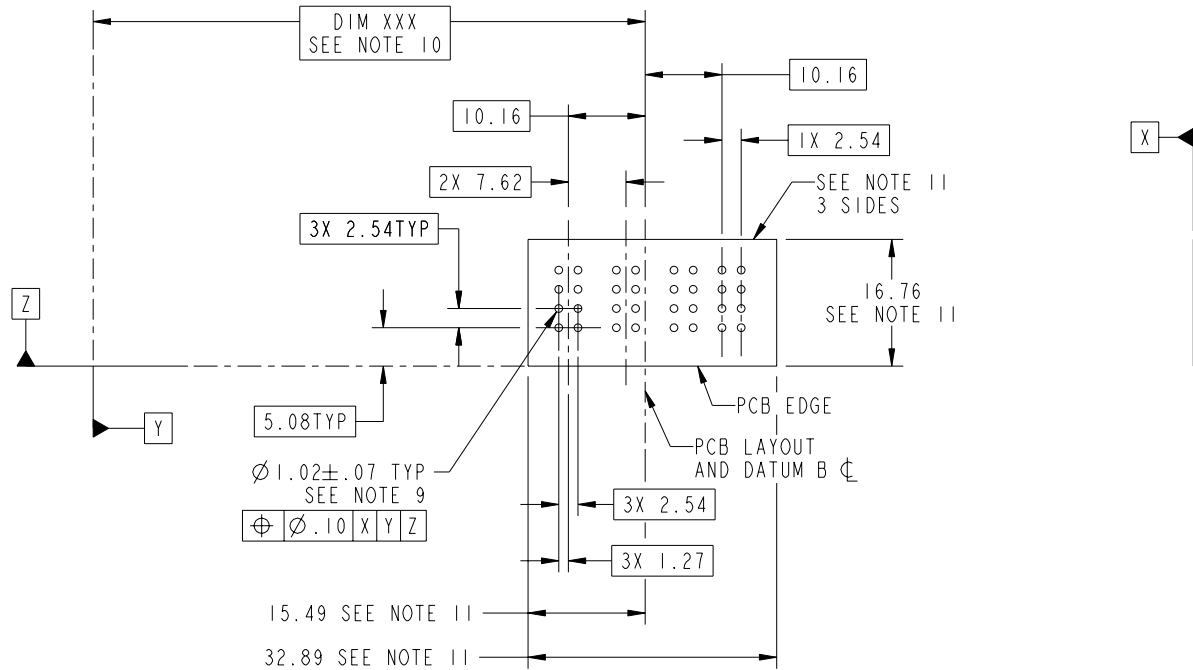 DIM XXX
SEE NOTE 10
10.16
10.16
X
1X 2.54
2X 7.62
SEE NOTE 11
3 SIDES
3X 2.54TYP
Z
16.76
SEE NOTE 11
PCB EDGE
5.08TYP
Y
PCB LAYOUT
AND DATUM B ℄
Ø1.02±.07 TYP
SEE NOTE 9
3X 2.54
⌖ Ø.10 X Y Z
3X 1.27
15.49 SEE NOTE 11
32.89 SEE NOTE 11